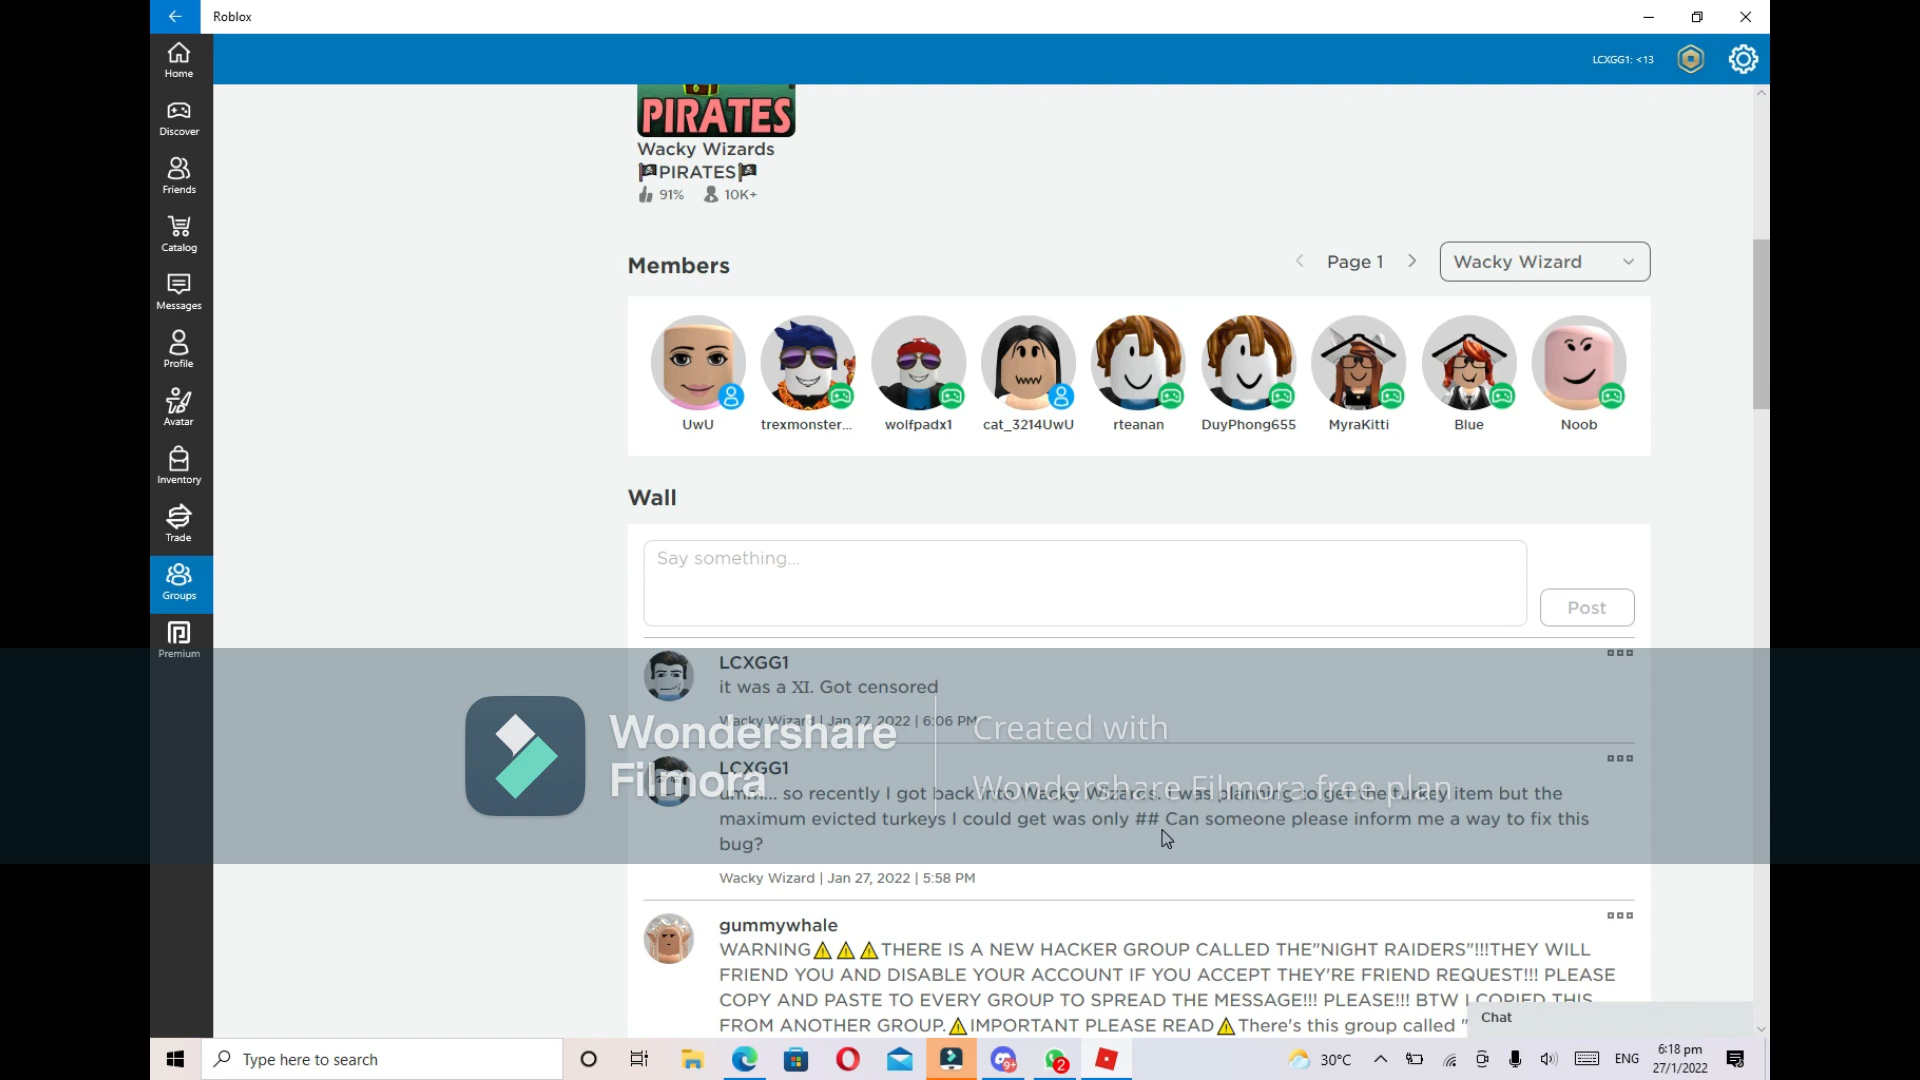 Roblox
LCXGG1: <13
Home
Discover
Friends
Catalog
Messages
Profile
Avatar
Inventory
Trade
Groups
Premium
PIRATES
Wacky Wizards
🏴‍☠️PIRATES🏴‍☠️
91% 10K+
Members
Page 1
Wacky Wizard
UwU trexmonster... wolfpadx1 cat_3214UwU rteanan DuyPhong655 MyraKitti Blue Noob
Wall
Say something...
Post
LCXGG1
it was a XI. Got censored
Wacky Wizard | Jan 27, 2022 | 6:06 PM
Wondershare
Filmora
Created with
Wondershare Filmora free plan
LCXGG1
umm... so recently I got back into Wacky Wizards. I was planning to get the turkey item but the
maximum evicted turkeys I could get was only ## Can someone please inform me a way to fix this
bug?
Wacky Wizard | Jan 27, 2022 | 5:58 PM
gummywhale
WARNING⚠⚠⚠THERE IS A NEW HACKER GROUP CALLED THE"NIGHT RAIDERS"!!!THEY WILL
FRIEND YOU AND DISABLE YOUR ACCOUNT IF YOU ACCEPT THEY'RE FRIEND REQUEST!!! PLEASE
COPY AND PASTE TO EVERY GROUP TO SPREAD THE MESSAGE!!! PLEASE!!! BTW I COPIED THIS
FROM ANOTHER GROUP.⚠IMPORTANT PLEASE READ⚠There's this group called "
Chat
Type here to search
9+
2
30°C
ENG
6:18 pm
27/1/2022